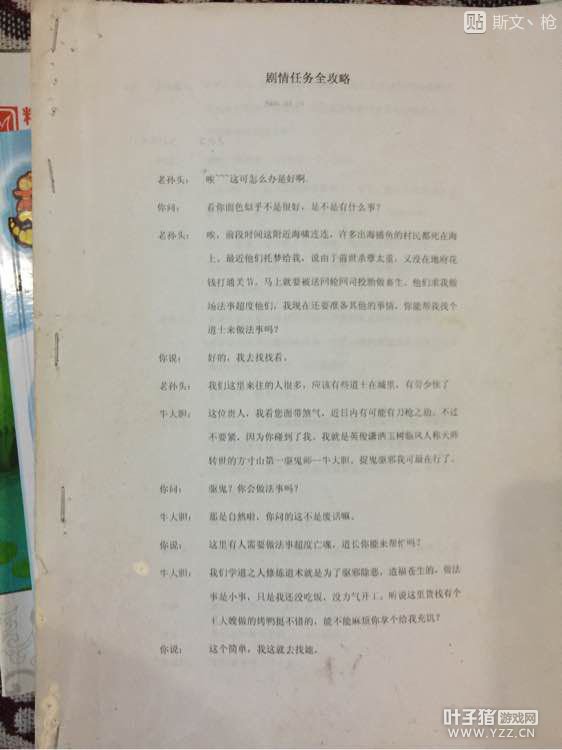 贴 斯文丶枪
剧情任务全攻略
老孙头： 唉~~~这可怎么办是好啊。
你问： 看你面色似乎不是很好，是不是有什么事？
老孙头： 唉，前段时间这附近海啸连连，许多出海捕鱼的村民都死在海
上。最近他们托梦给我，说由于前世杀孽太重，又没在地府花
钱打通关节，马上就要被送回轮回司投胎做畜生。他们求我做
场法事超度他们，我现在还要准备其他的事情，你能帮我找个
道士来做法事吗？
你说： 好的，我去找找看。
老孙头： 我们这里来往的人很多，应该有些道士在城里，有劳少侠了
牛大胆： 这位贵人，我看您面带煞气，近日内有可能有刀枪之劫。不过
不要紧，因为你碰到了我。我就是英俊潇洒玉树临风人称天师
转世的方寸山第一驱鬼师—牛大胆。捉鬼驱邪我可最在行了。
你问： 驱鬼？你会做法事吗？
牛大胆： 那是自然啦，你问的这不是废话嘛。
你说： 这里有人需要做法事超度亡魂，道长你能来帮忙吗？
牛大胆： 我们学道之人修炼道术就是为了驱邪除恶，造福苍生的，做法
事是小事，只是我还没吃饭，没力气开工。听说这里货栈有个
王大嫂做的烤鸭挺不错的，能不能麻烦你拿个给我充饥？
你说： 这个简单，我这就去找她。
叶子猪游戏网
www.YZZ.CN